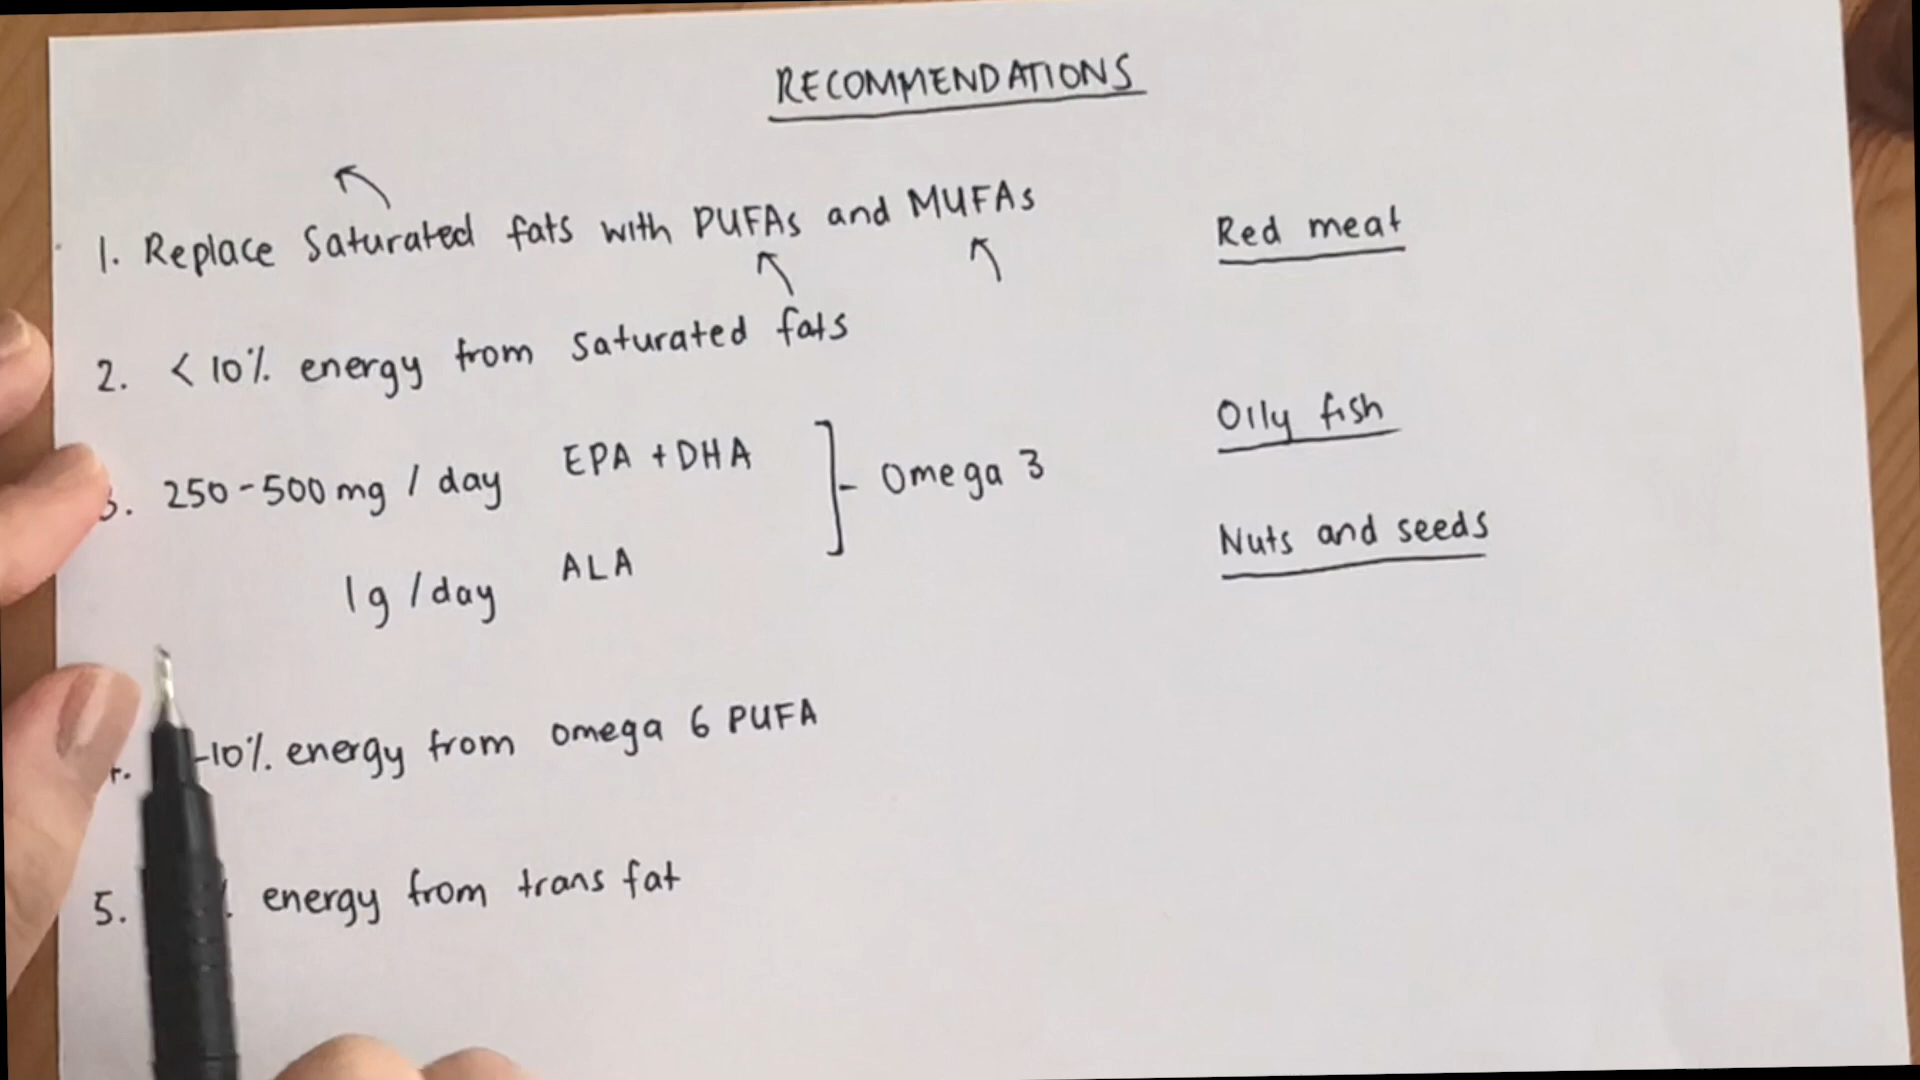 RECOMMENDATIONS
1. Replace Saturated fats with PUFAs and MUFAs
2. < 10% energy from saturated fats
3. 250-500 mg / day EPA + DHA
1g / day ALA
Omega 3
-10% energy from omega 6 PUFA
5. energy from trans fat
Red meat
Oily fish
Nuts and seeds